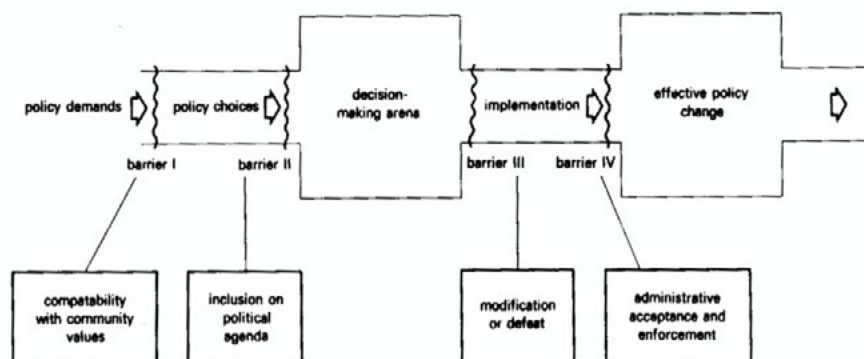 policy demands
policy choices
decision-
making arena
implementation
effective policy
change
barrier I
barrier II
barrier III
barrier IV
compatability
with community
values
inclusion on
political
agenda
modification
or defeat
administrative
acceptance and
enforcement